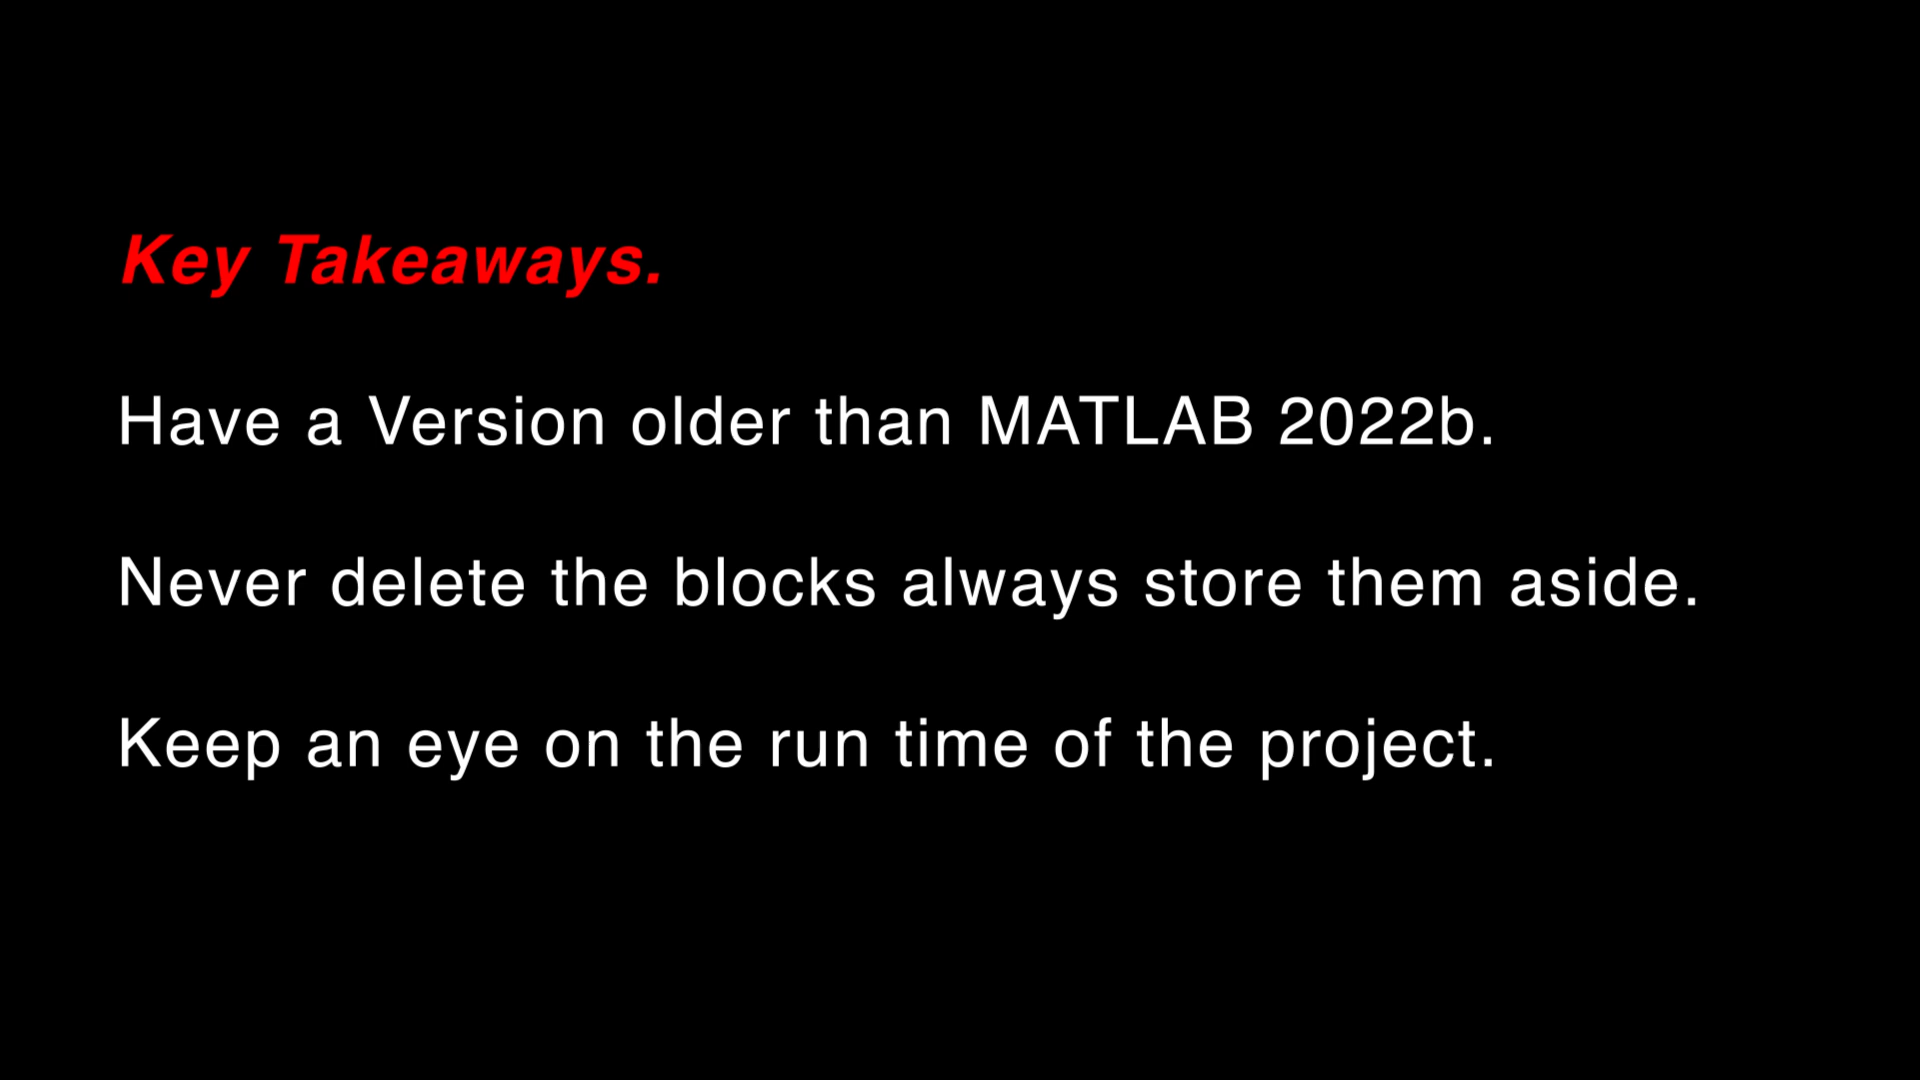 Key Takeaways.
Have a Version older than MATLAB 2022b.
Never delete the blocks always store them aside.
Keep an eye on the run time of the project.